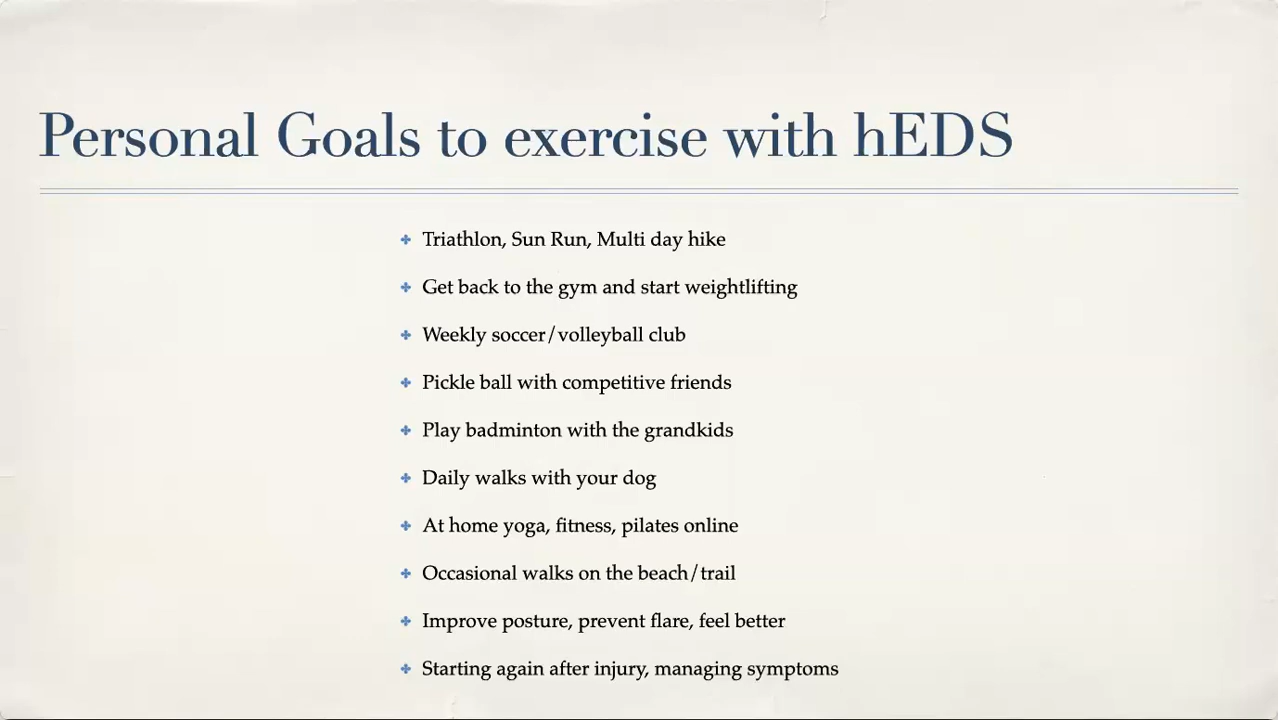 Personal Goals to exercise with hEDS
Triathlon, Sun Run, Multi day hike
Get back to the gym and start weightlifting
Weekly soccer/volleyball club
Pickle ball with competitive friends
Play badminton with the grandkids
Daily walks with your dog
At home yoga, fitness, pilates online
Occasional walks on the beach/trail
Improve posture, prevent flare, feel better
Starting again after injury, managing symptoms